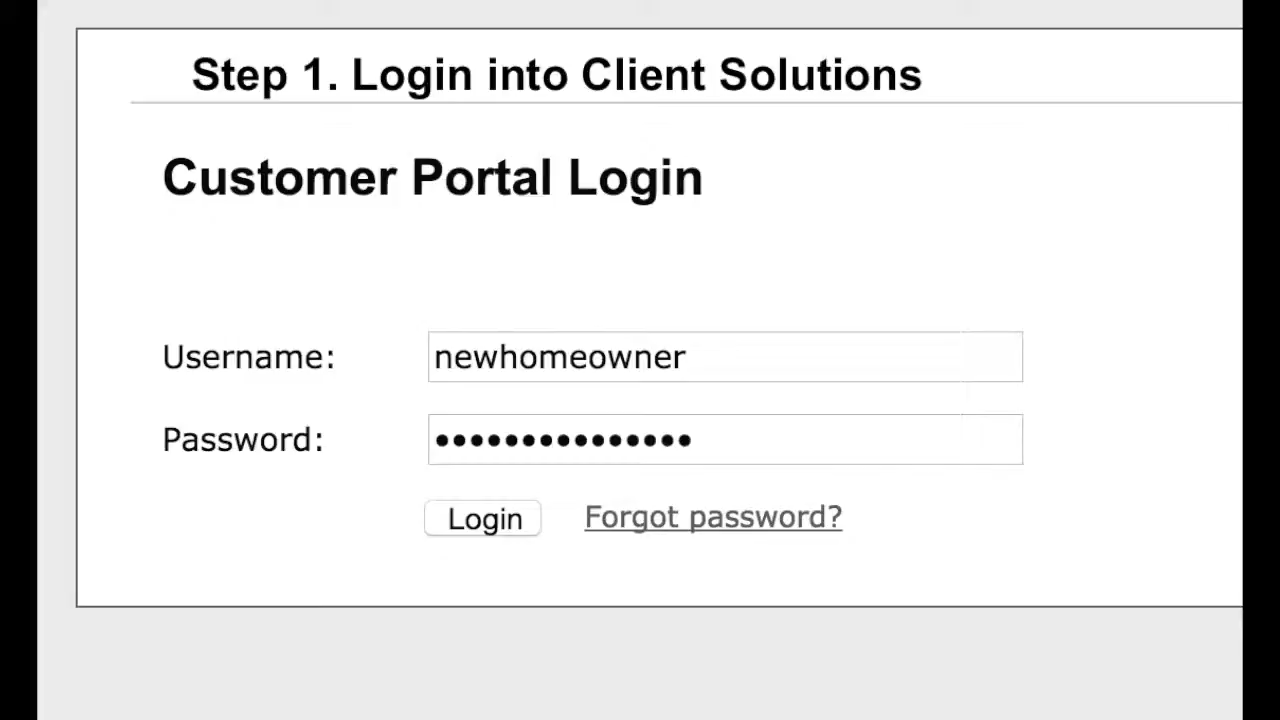 Step 1. Login into Client Solutions
Customer Portal Login
Username: newhomeowner
Password: •••••••••••••••
Login Forgot password?